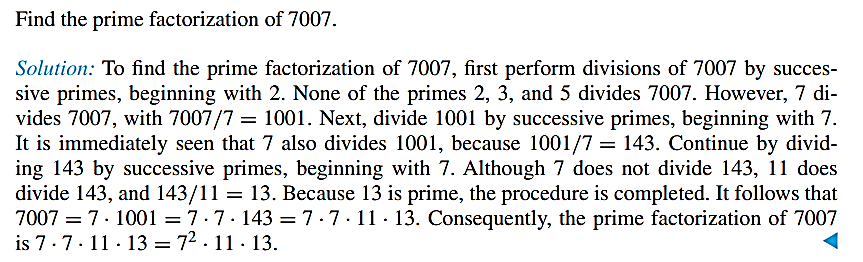 Find the prime factorization of 7007.
Solution: To find the prime factorization of 7007, first perform divisions of 7007 by succes-
sive primes, beginning with 2. None of the primes 2, 3, and 5 divides 7007. However, 7 di-
vides 7007, with 7007/7 = 1001. Next, divide 1001 by successive primes, beginning with 7.
It is immediately seen that 7 also divides 1001, because 1001/7 = 143. Continue by divid-
ing 143 by successive primes, beginning with 7. Although 7 does not divide 143, 11 does
divide 143, and 143/11 = 13. Because 13 is prime, the procedure is completed. It follows that
7007 = 7 · 1001 = 7 · 7 · 143 = 7 · 7 · 11 · 13. Consequently, the prime factorization of 7007
is 7 · 7 · 11 · 13 = 7² · 11 · 13.